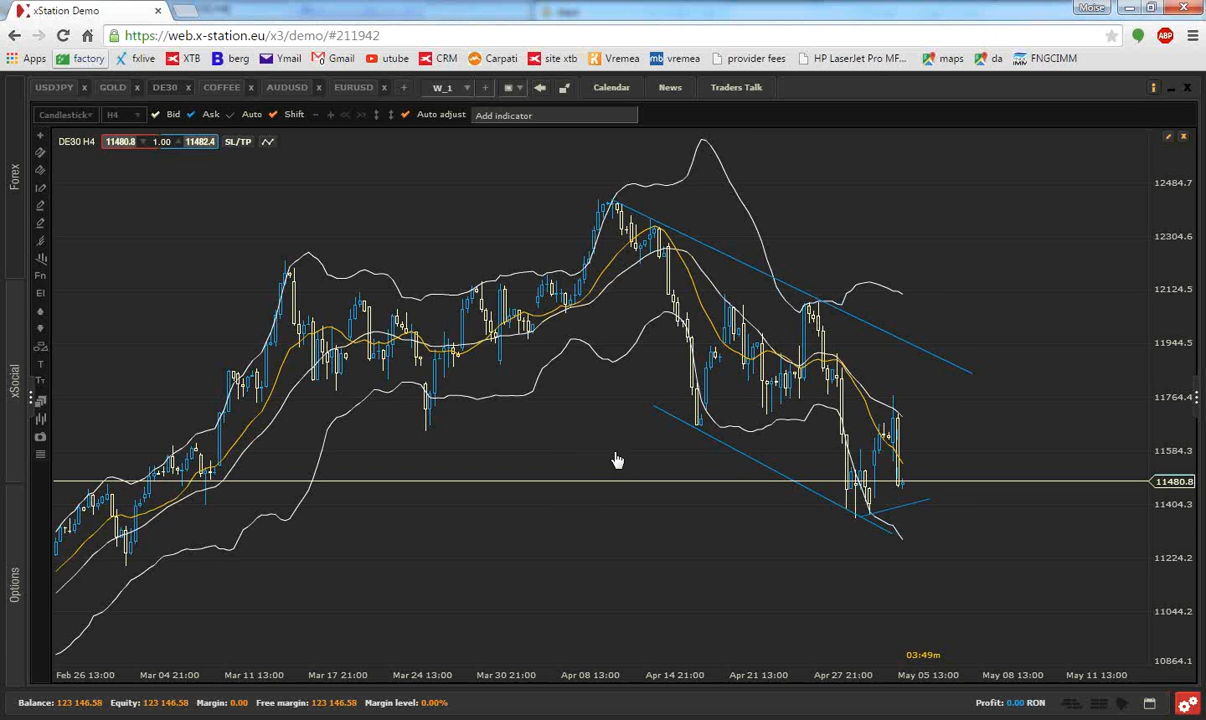 xStation Demo
Moise
https://web.x-station.eu/x3/demo/#211942
Apps factory fxlive XTB berg Ymail Gmail utube CRM Carpati site xtb Vremea vremea provider fees HP LaserJet Pro MF... maps da FNGCIMM
USDJPY GOLD DE30 COFFEE AUDUSD EURUSD W_1 Calendar News Traders Talk
Candlestick H4 Bid Ask Auto Shift Auto adjust Add indicator
DE30 H4 11480.8 1.00 11482.4 SL/TP
Forex
xSocial
Options
Fn
EI
T
12484.7
12304.6
12124.5
11944.5
11764.4
11584.3
11480.8
11404.3
11224.2
11044.2
10864.1
03:49m
Feb 26 13:00 Mar 04 21:00 Mar 11 13:00 Mar 18 21:00 Mar 24 13:00 Mar 30 21:00 Apr 08 13:00 Apr 14 21:00 Apr 21 13:00 Apr 27 21:00 May 05 13:00 May 08 13:00 May 11 13:00
Balance: 123 146.58 Equity: 123 146.58 Margin: 0.00 Free margin: 123 146.58 Margin level: 0.00% Profit: 0.00 RON